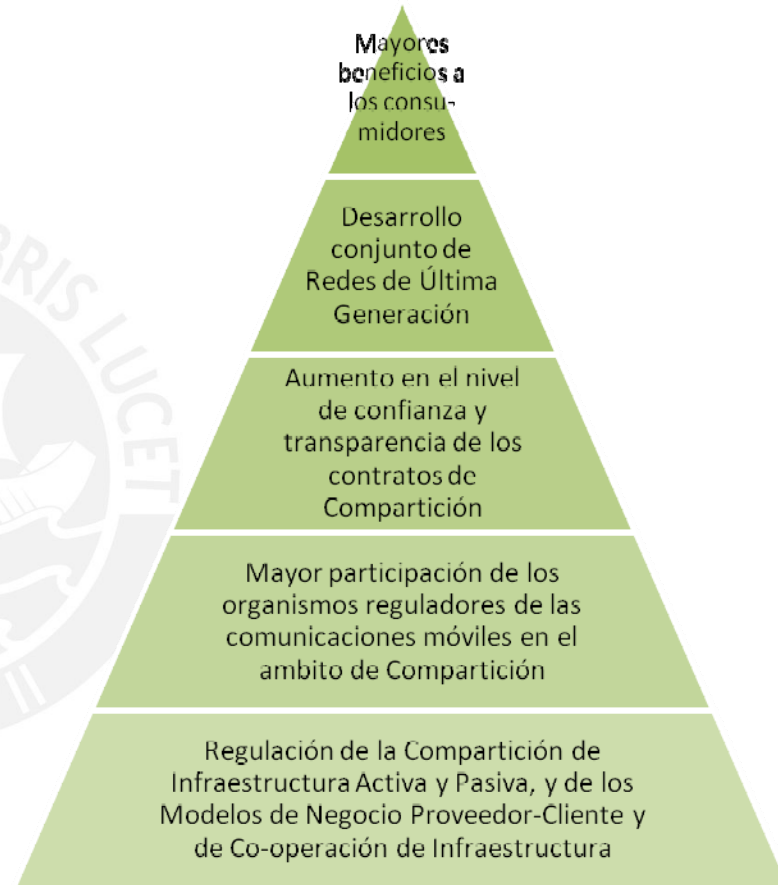 Mayores
beneficios a
los consu-
midores
Desarrollo
conjunto de
Redes de Última
Generación
Aumento en el nivel
de confianza y
transparencia de los
contratos de
Compartición
Mayor participación de los
organismos reguladores de las
comunicaciones móviles en el
ambito de Compartición
Regulación de la Compartición de
Infraestructura Activa y Pasiva, y de los
Modelos de Negocio Proveedor-Cliente y
de Co-operación de Infraestructura
BRIS LUCET
II